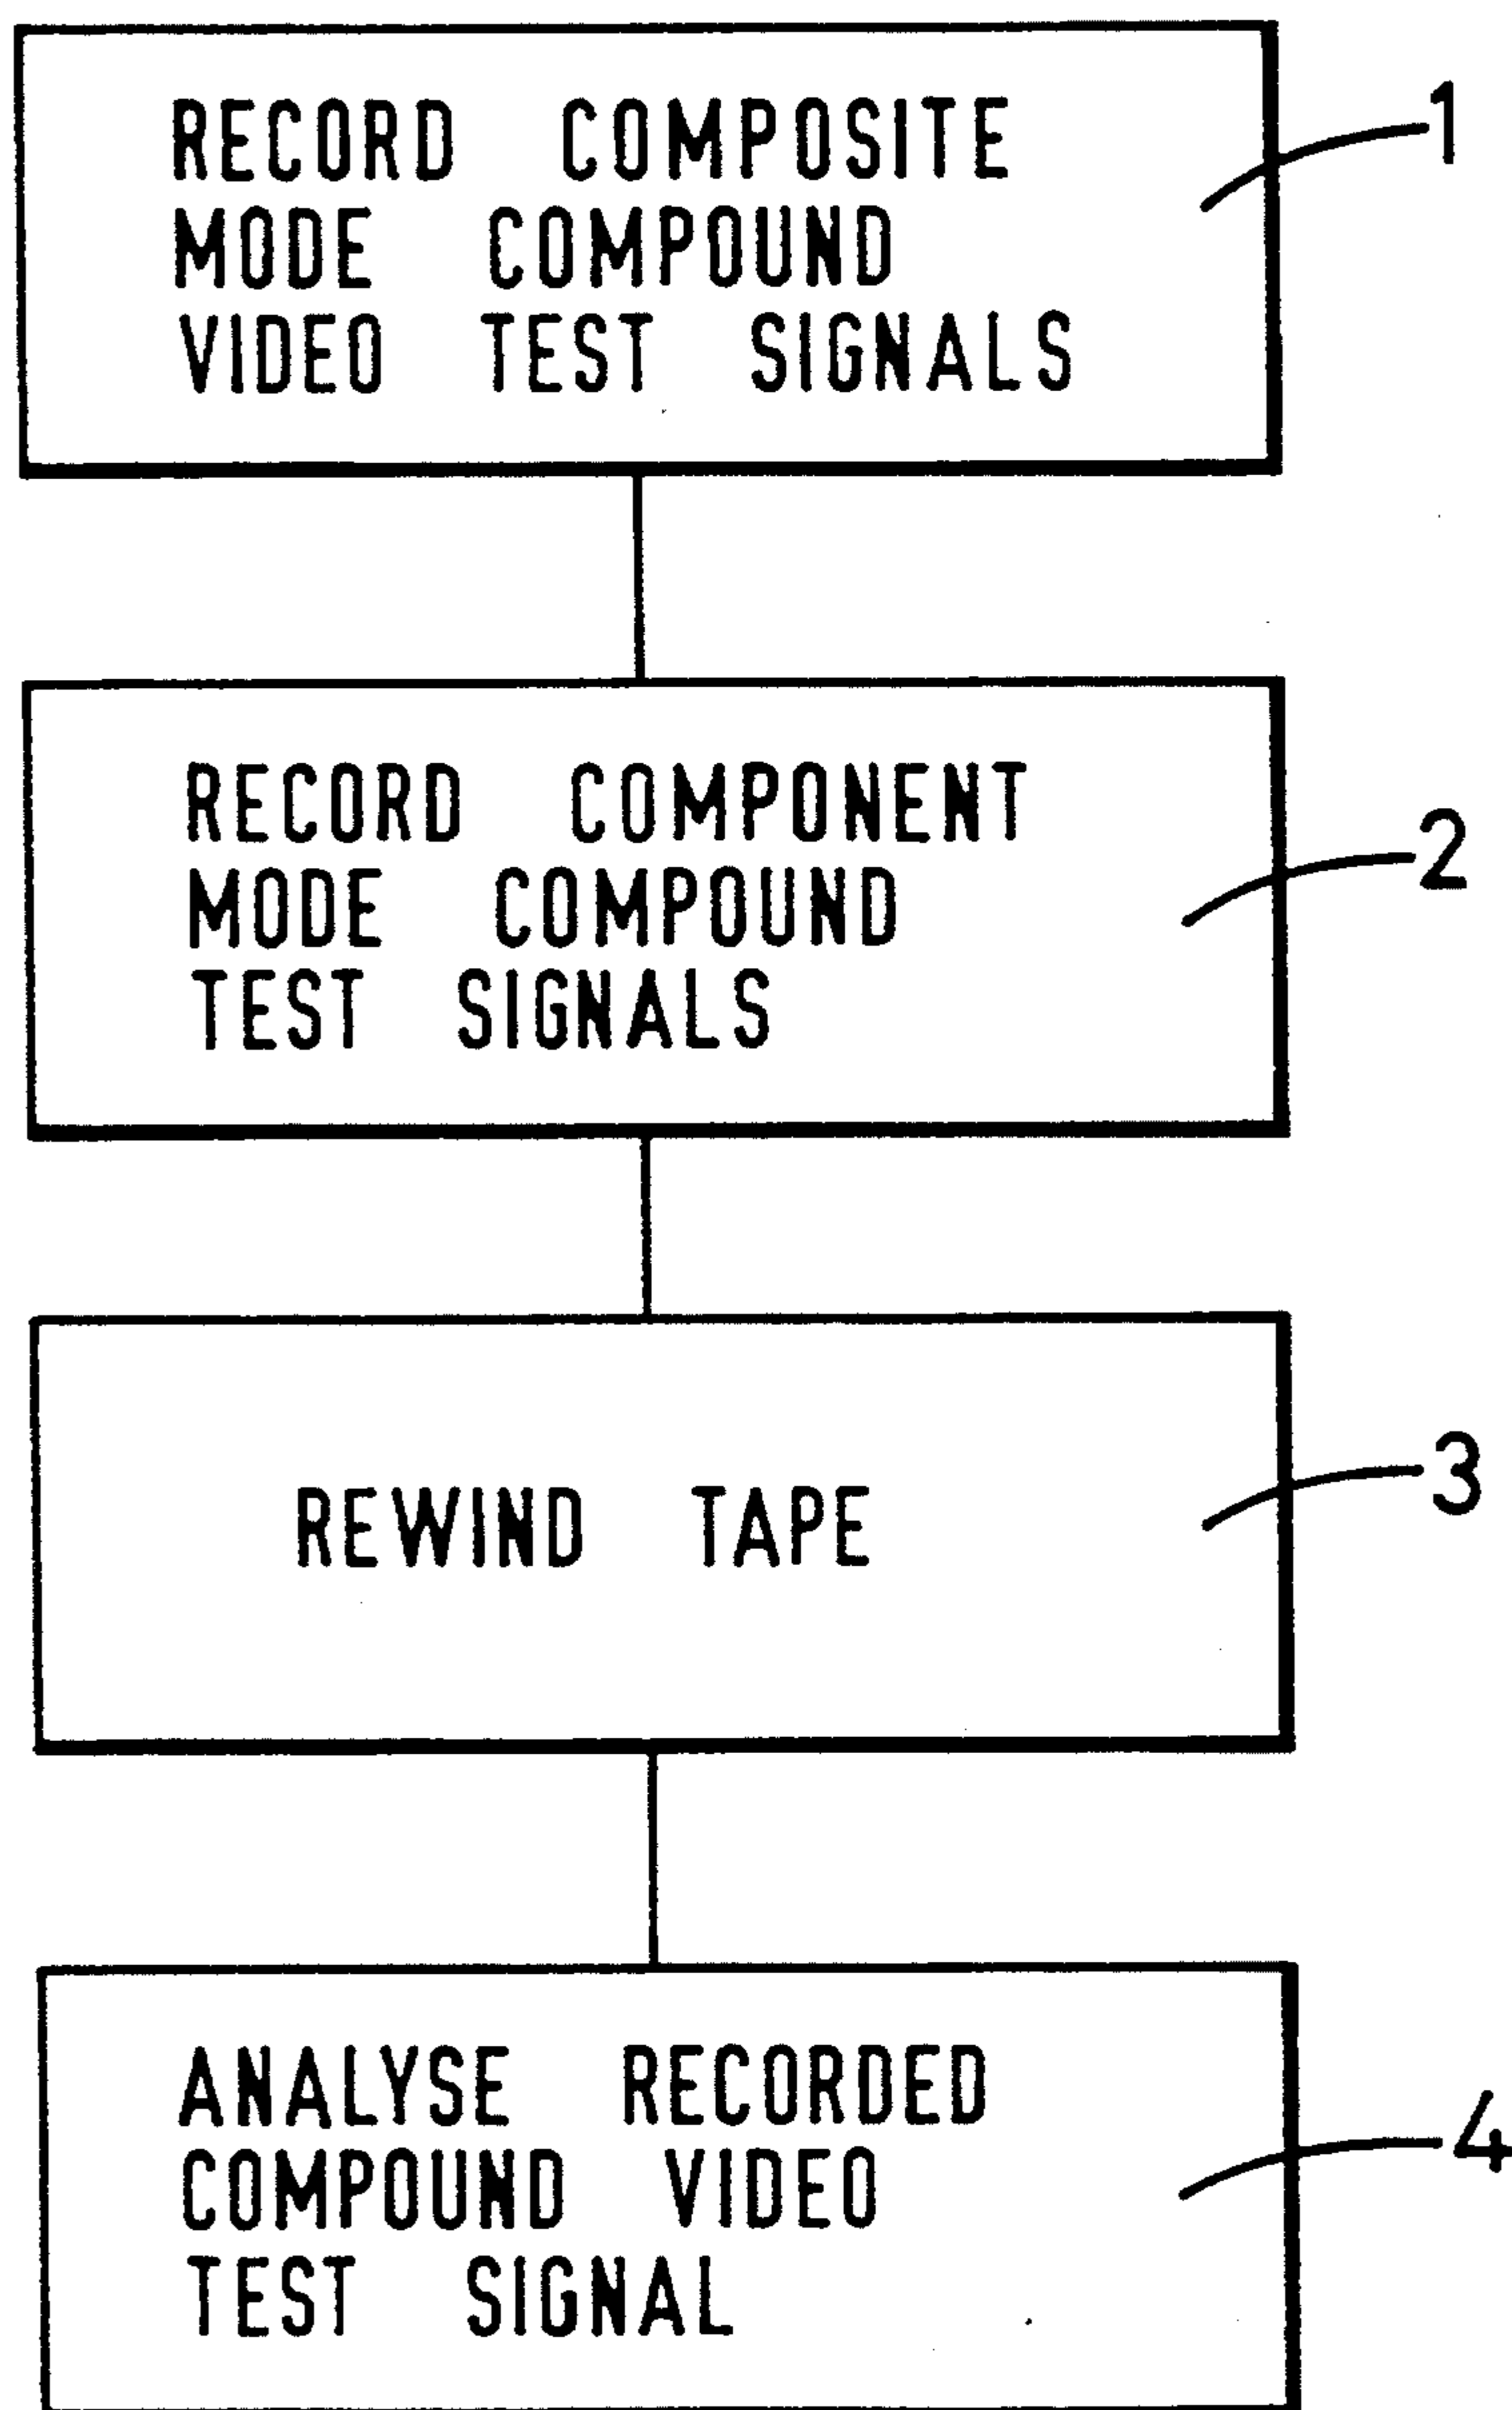 RECORD COMPOSITE
MODE COMPOUND
VIDEO TEST SIGNALS
1
RECORD COMPONENT
MODE COMPOUND
TEST SIGNALS
2
REWIND TAPE
3
ANALYSE RECORDED
COMPOUND VIDEO
TEST SIGNAL
4